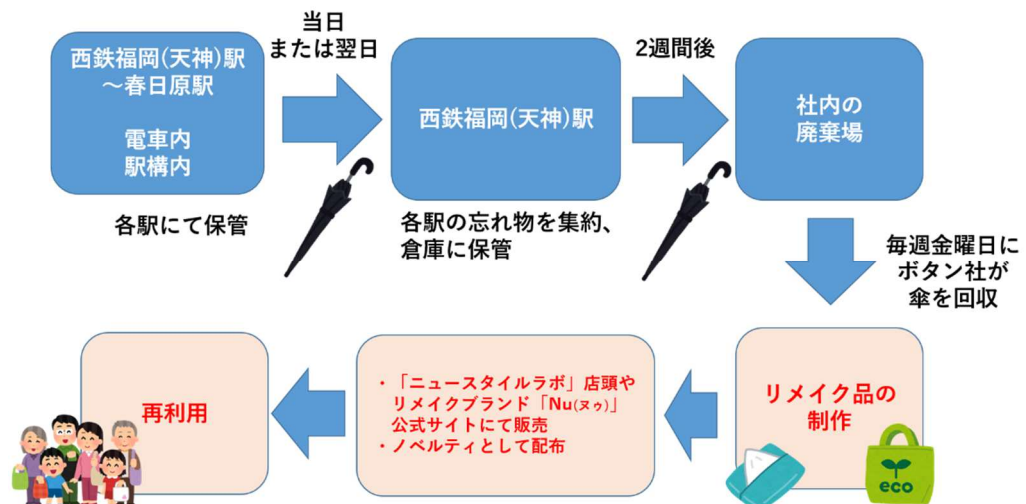 西鉄福岡(天神)駅
～春日原駅
電車内
駅構内
各駅にて保管
当日
または翌日
西鉄福岡(天神)駅
各駅の忘れ物を集約、
倉庫に保管
2週間後
社内の
廃棄場
毎週金曜日に
ボタン社が
傘を回収
リメイク品の
制作
eco
・「ニュースタイルラボ」店頭や
リメイクブランド「Nu(ヌゥ)」
公式サイトにて販売
・ノベルティとして配布
再利用